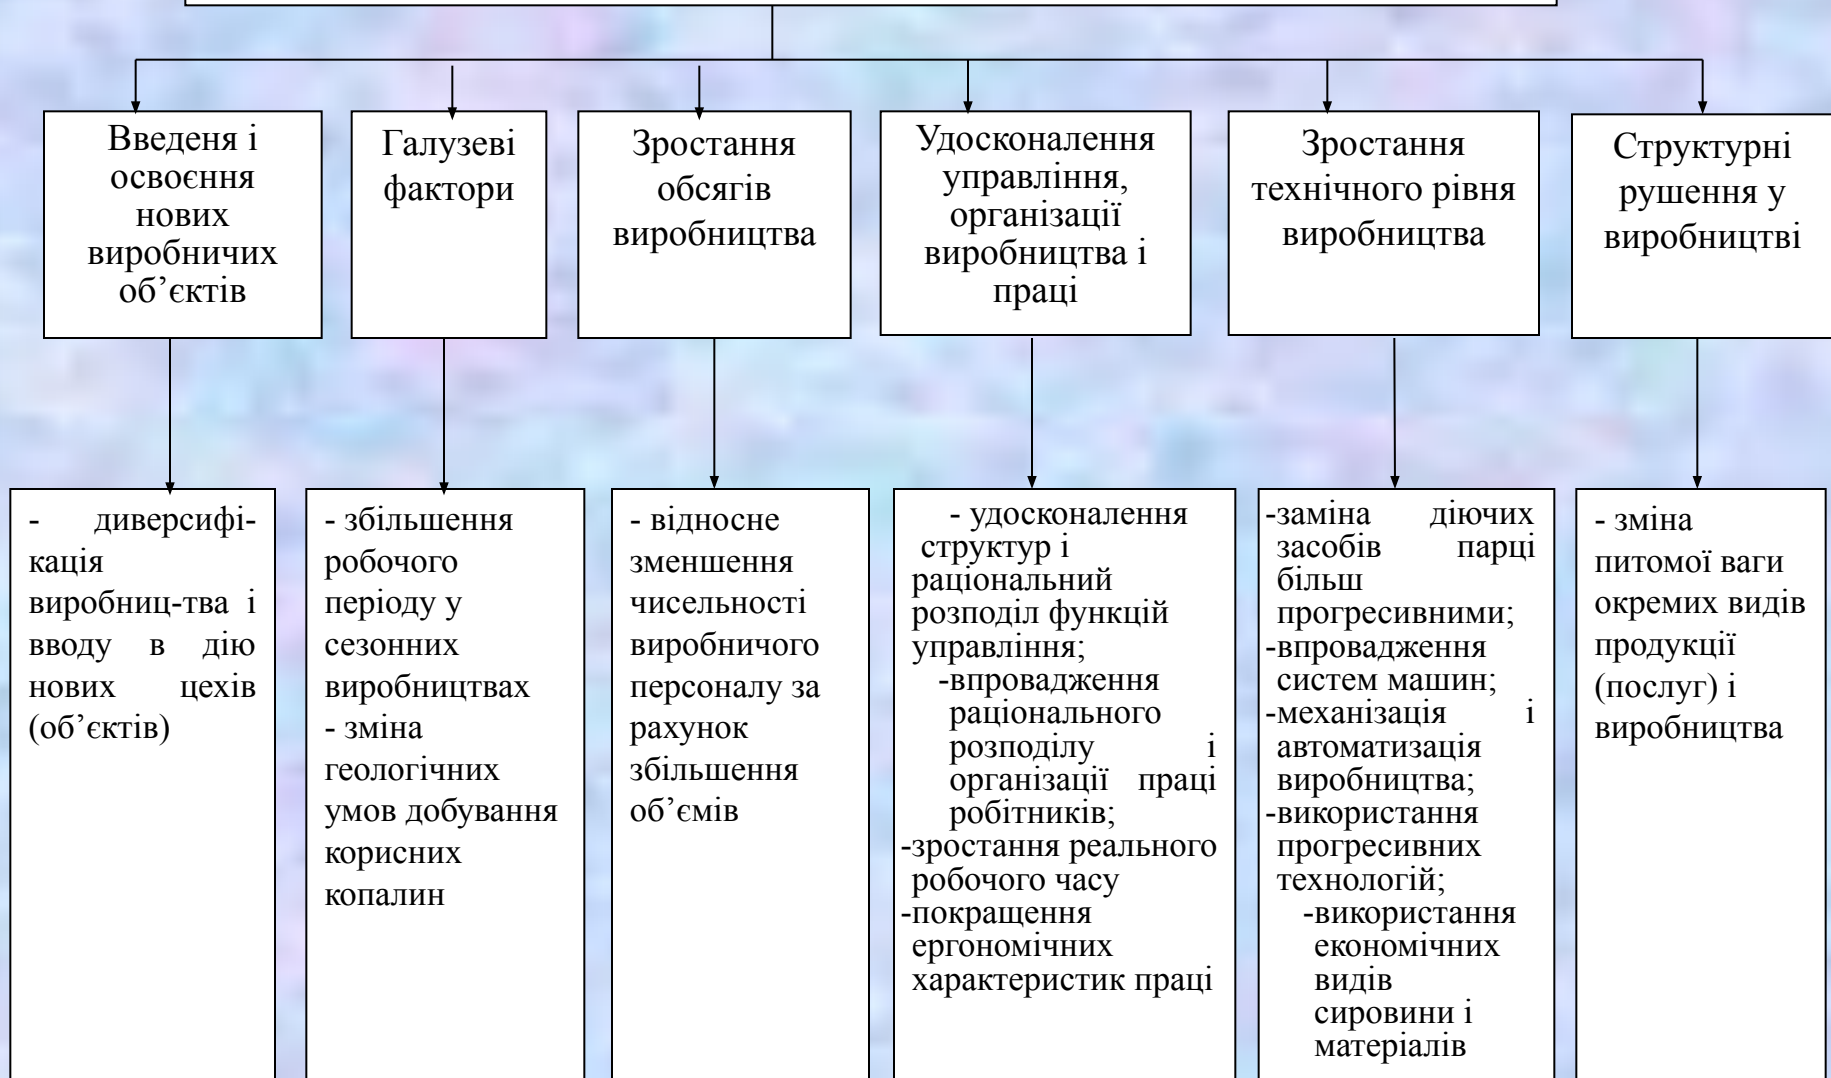 Введеня і
освоєння
нових
виробничих
об’єктів
Галузеві
фактори
Зростання
обсягів
виробництва
Удосконалення
управління,
організації
виробництва і
праці
Зростання
технічного рівня
виробництва
Структурні
рушення у
виробництві
- диверсифі-
кація
виробниц-тва і
вводу в дію
нових цехів
(об’єктів)
- збільшення
робочого
періоду у
сезонних
виробництвах
- зміна
геологічних
умов добування
корисних
копалин
- відносне
зменшення
чисельності
виробничого
персоналу за
рахунок
збільшення
об’ємів
- удосконалення
структур і
раціональний
розподіл функцій
управління;
-впровадження
раціонального
розподілу і
організації праці
робітників;
-зростання реального
робочого часу
-покращення
ергономічних
характеристик праці
-заміна діючих
засобів парці
більш
прогресивними;
-впровадження
систем машин;
-механізація і
автоматизація
виробництва;
-використання
прогресивних
технологій;
-використання
економічних
видів
сировини і
матеріалів
- зміна
питомої ваги
окремих видів
продукції
(послуг) і
виробництва